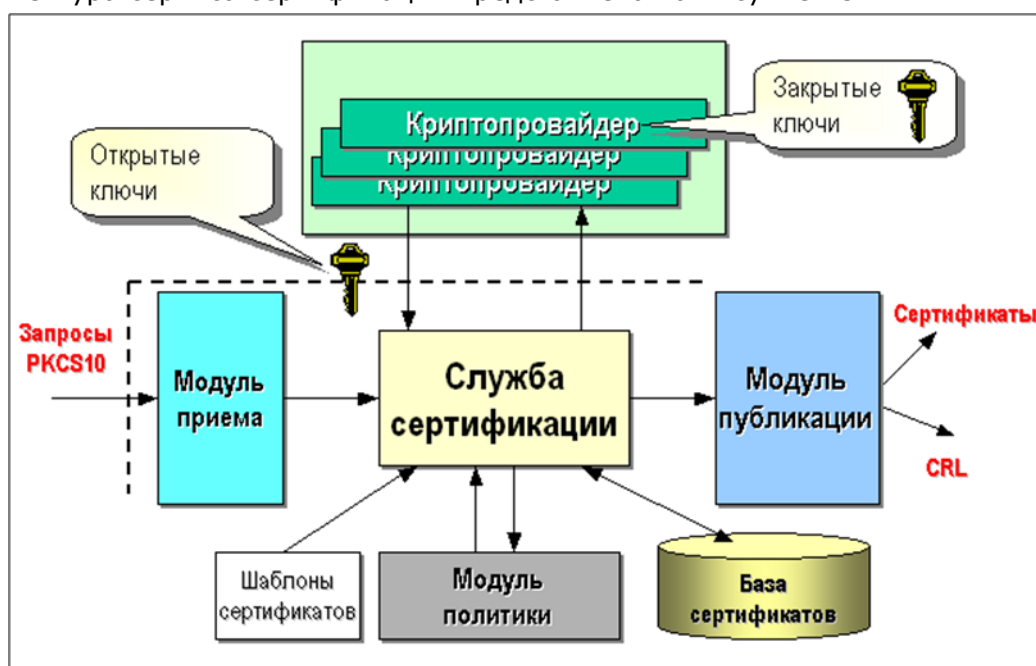 Криптопровайдер
Криптопровайдер
Криптопровайдер
Закрытые
ключи
Открытые
ключи
Запросы
PKCS10
Модуль
приема
Служба
сертификации
Модуль
публикации
Сертификаты
CRL
Шаблоны
сертификатов
Модуль
политики
База
сертификатов